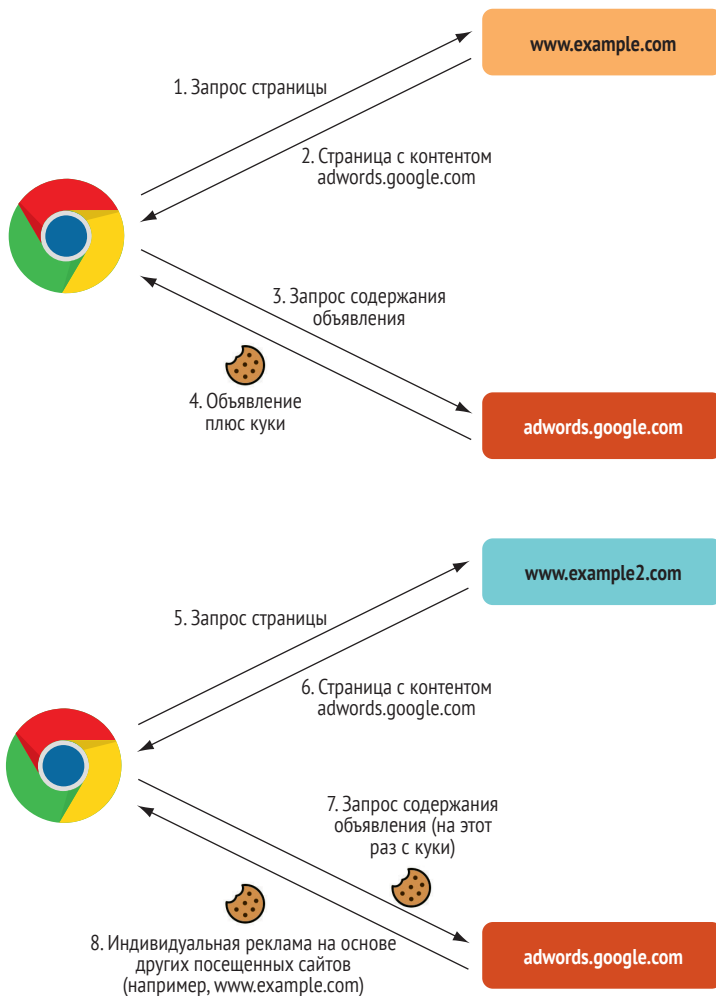 www.example.com
1. Запрос страницы
2. Страница с контентом
adwords.google.com
3. Запрос содержания
объявления
4. Объявление
плюс куки
adwords.google.com
www.example2.com
5. Запрос страницы
6. Страница с контентом
adwords.google.com
7. Запрос содержания
объявления (на этот
раз с куки)
8. Индивидуальная реклама на основе
других посещенных сайтов
(например, www.example.com)
adwords.google.com